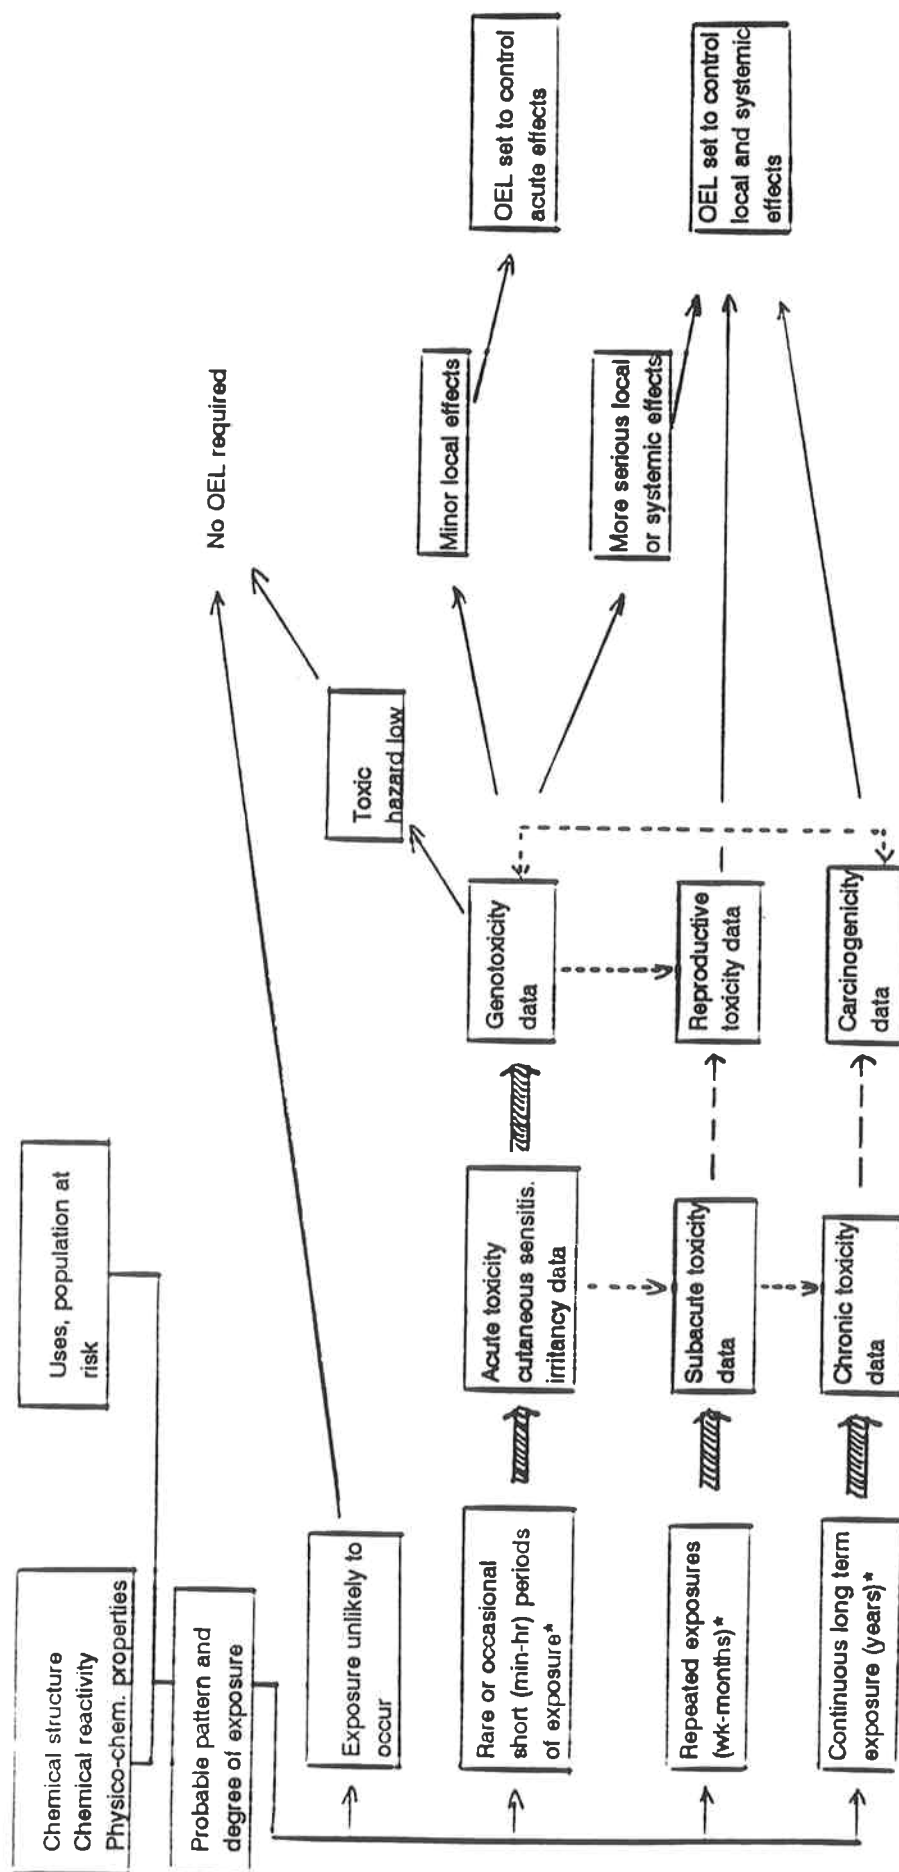 Chemical structure
Chemical reactivity
Physico-chem. properties
Uses, population at
risk
Probable pattern and
degree of exposure
Exposure unlikely to
occur
No OEL required
Toxic
hazard low
Rare or occasional
short (min-hr) periods
of exposure*
Acute toxicity
cutaneous sensitis.
irritancy data
Genotoxicity
data
Minor local effects
OEL set to control
acute effects
Repeated exposures
(wk-months)*
Subacute toxicity
data
Reproductive
toxicity data
More serious local
or systemic effects
OEL set to control
local and systemic
effects
Continuous long term
exposure (years)*
Chronic toxicity
data
Carcinogenicity
data